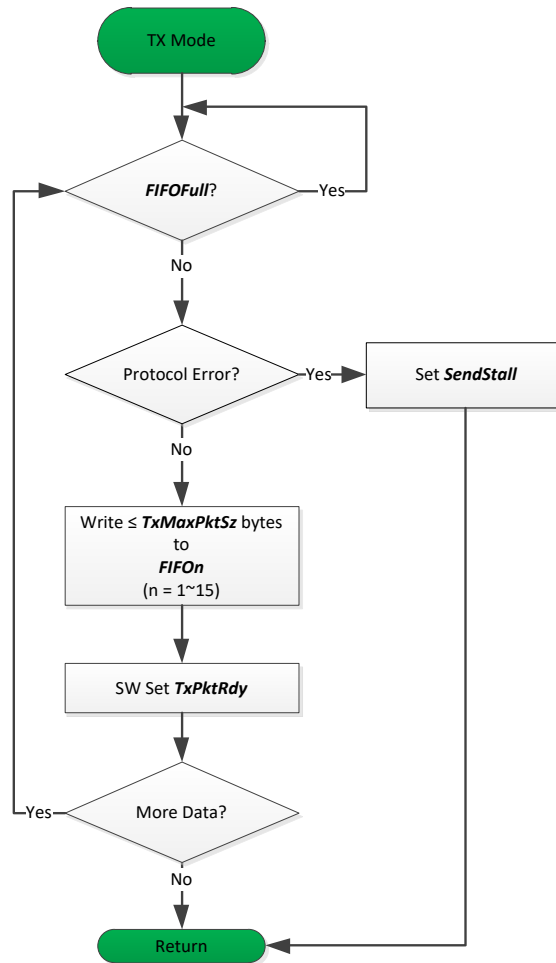 TX Mode
FIFOFull?
Yes
No
Protocol Error?
Yes
Set SendStall
No
Write ≤ TxMaxPktSz bytes
to
FIFOn
(n = 1~15)
SW Set TxPktRdy
More Data?
Yes
No
Return